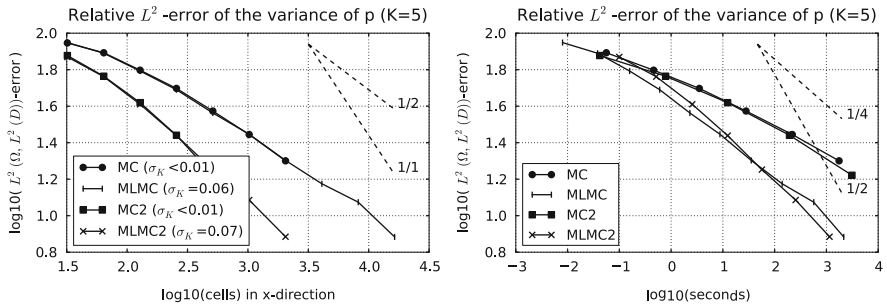 Relative L² -error of the variance of p (K=5)
log10( L² (Ω, L² (D))-error)
2.0
1.8
1.6
1.4
1.2
1.0
0.8
1/2
1/1
MC (σ_K <0.01)
MLMC (σ_K =0.06)
MC2 (σ_K <0.01)
MLMC2 (σ_K =0.07)
1.5 2.0 2.5 3.0 3.5 4.0 4.5
log10(cells) in x-direction
Relative L² -error of the variance of p (K=5)
log10( L² (Ω, L² (D))-error)
2.0
1.8
1.6
1.4
1.2
1.0
0.8
1/4
1/2
MC
MLMC
MC2
MLMC2
−3 −2 −1 0 1 2 3 4
log10(seconds)